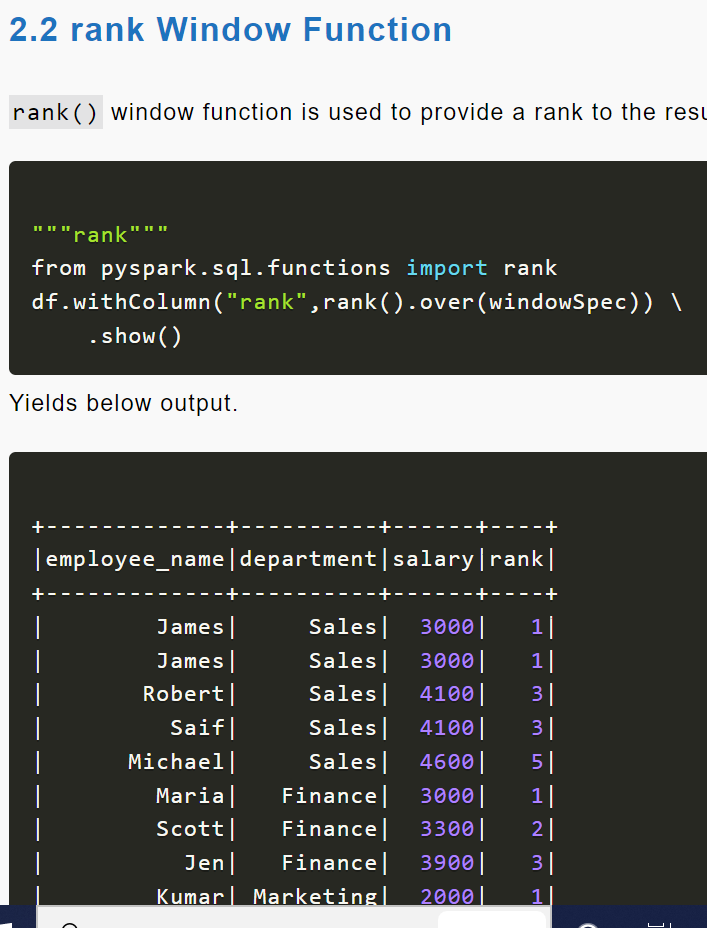 2.2 rank Window Function
rank() window function is used to provide a rank to the
"""rank"""
from pyspark.sql.functions import rank
df.withColumn("rank",rank().over(windowSpec)) \
    .show()
Yields below output.
+-------------+----------+------+----+
|employee_name|department|salary|rank|
+-------------+----------+------+----+
|        James|     Sales|  3000|   1|
|        James|     Sales|  3000|   1|
|       Robert|     Sales|  4100|   3|
|         Saif|     Sales|  4100|   3|
|      Michael|     Sales|  4600|   5|
|        Maria|   Finance|  3000|   1|
|        Scott|   Finance|  3300|   2|
|          Jen|   Finance|  3900|   3|
|        Kumar| Marketing|  2000|   1|